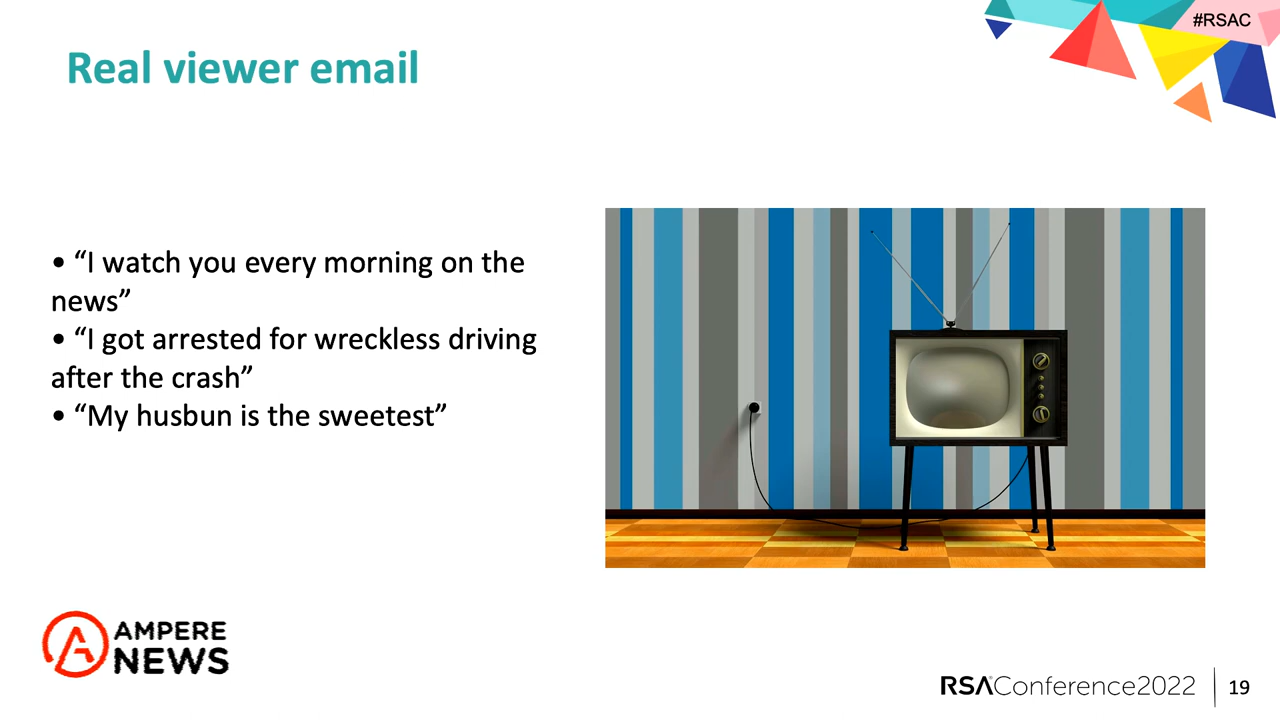 #RSAC
Real viewer email
• “I watch you every morning on the
news”
• “I got arrested for wreckless driving
after the crash”
• “My husbun is the sweetest”
AMPERE
NEWS
RSAConference2022
19